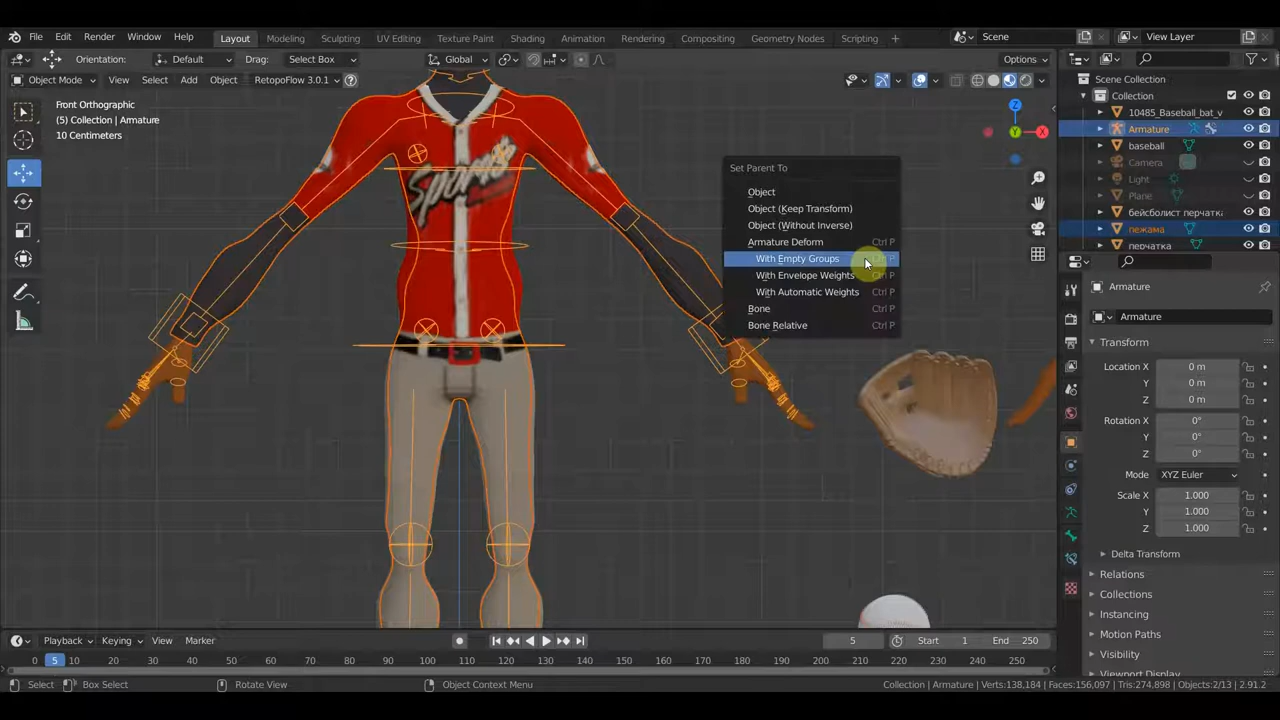 File Edit Render Window Help Layout Modeling Sculpting UV Editing Texture Paint Shading Animation Rendering Compositing Geometry Nodes Scripting + Scene View Layer
Orientation: Default Drag: Select Box Global Options
Object Mode View Select Add Object RetopoFlow 3.0.1
Front Orthographic
(5) Collection | Armature
10 Centimeters
Z
Y
X
Set Parent To
Object
Object (Keep Transform)
Object (Without Inverse)
Armature Deform Ctrl P
With Empty Groups Ctrl P
With Envelope Weights Ctrl P
With Automatic Weights Ctrl P
Bone Ctrl P
Bone Relative Ctrl P
Scene Collection
Collection
10485_Baseball_bat_v
Armature
baseball
Camera
Light
Plane
бейсболист перчатка
пежама
перчатка
Armature
Armature
Transform
Location X 0 m
Y 0 m
Z 0 m
Rotation X 0°
Y 0°
Z 0°
Mode XYZ Euler
Scale X 1.000
Y 1.000
Z 1.000
Delta Transform
Relations
Collections
Instancing
Motion Paths
Visibility
Viewport Display
Playback Keying View Marker 5 Start 1 End 250
0 5 10 20 30 40 50 60 70 80 90 100 110 120 130 140 150 160 170 180 190 200 210 220 230 240 250
Select Box Select Rotate View Object Context Menu Collection | Armature | Verts:138,184 | Faces:156,097 | Tris:274,898 | Objects:2/13 | 2.91.2